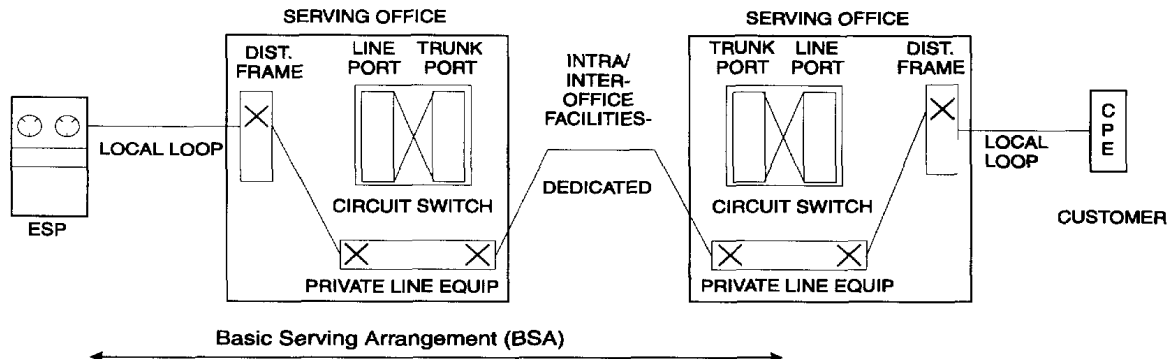 SERVING OFFICE
DIST.
FRAME
LINE
PORT
TRUNK
PORT
LOCAL LOOP
ESP
CIRCUIT SWITCH
PRIVATE LINE EQUIP
INTRA/
INTER-
OFFICE
FACILITIES-
DEDICATED
SERVING OFFICE
TRUNK
PORT
LINE
PORT
DIST.
FRAME
CIRCUIT SWITCH
PRIVATE LINE EQUIP
LOCAL
LOOP
C
P
E
CUSTOMER
Basic Serving Arrangement (BSA)